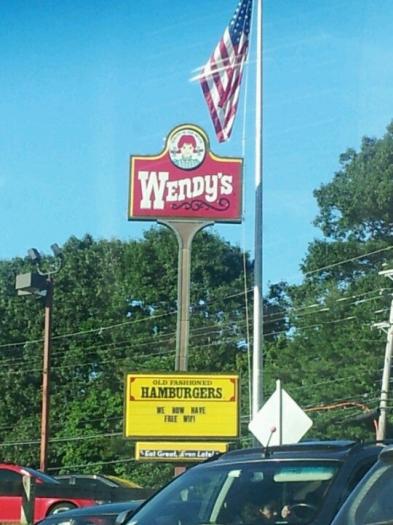 WENDY'S
OLD FASHIONED
HAMBURGERS
WE NOW HAVE
FREE WIFI
Eat Great, Even Late!